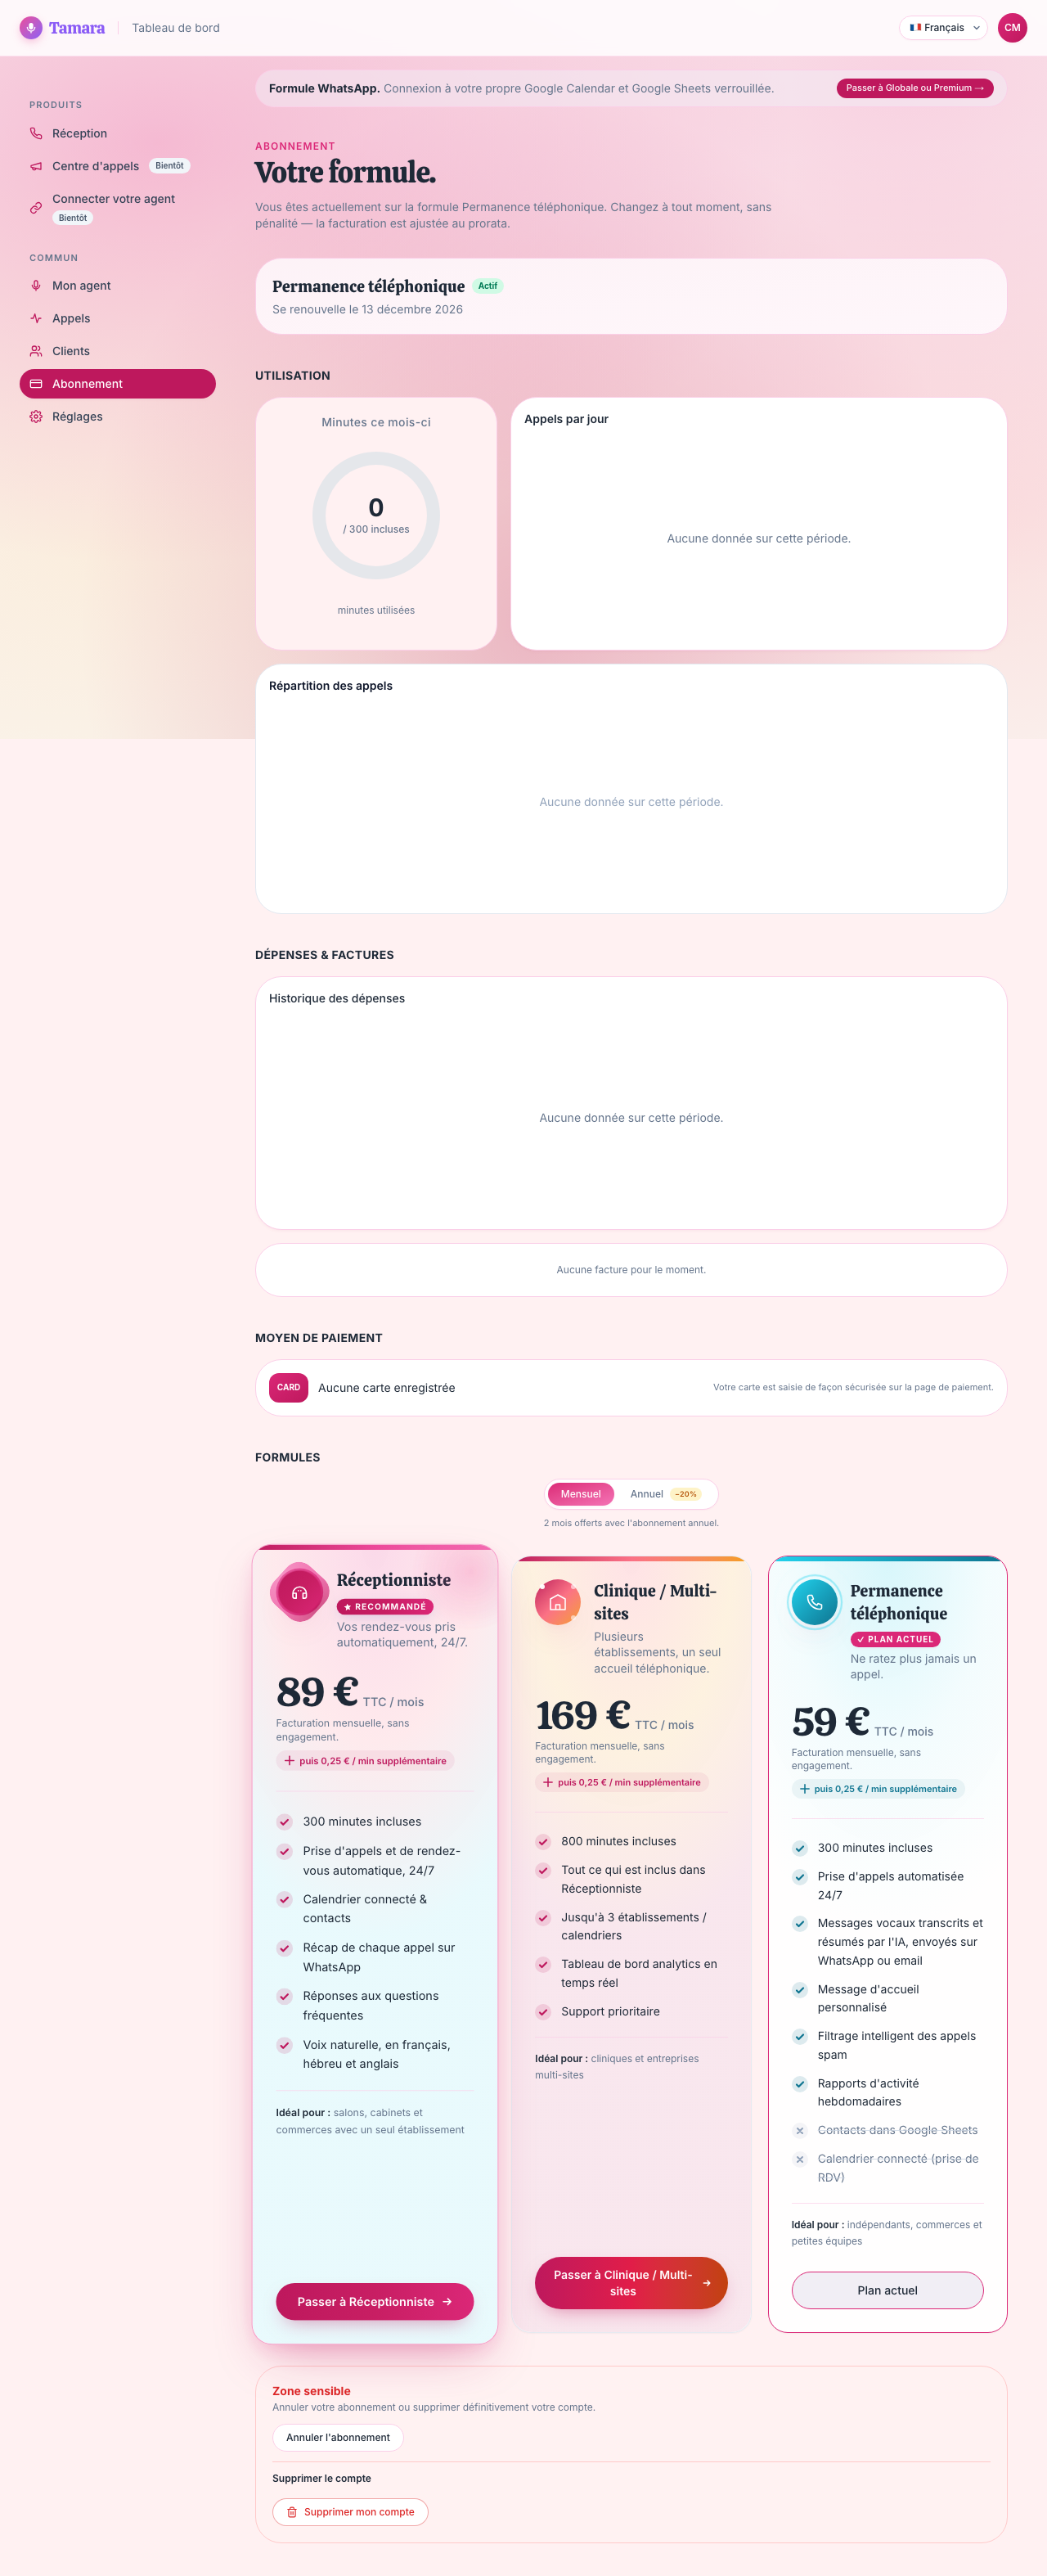 Tamara
Tableau de bord
Français
CM
PRODUITS
Réception
Centre d'appels Bientôt
Connecter votre agent
Bientôt
COMMUN
Mon agent
Appels
Clients
Abonnement
Réglages
Formule WhatsApp. Connexion à votre propre Google Calendar et Google Sheets verrouillée.
Passer à Globale ou Premium →
ABONNEMENT
Votre formule.
Vous êtes actuellement sur la formule Permanence téléphonique. Changez à tout moment, sans
pénalité — la facturation est ajustée au prorata.
Permanence téléphonique Actif
Se renouvelle le 13 décembre 2026
UTILISATION
Minutes ce mois-ci
0
/ 300 incluses
minutes utilisées
Appels par jour
Aucune donnée sur cette période.
Répartition des appels
Aucune donnée sur cette période.
DÉPENSES & FACTURES
Historique des dépenses
Aucune donnée sur cette période.
Aucune facture pour le moment.
MOYEN DE PAIEMENT
CARD
Aucune carte enregistrée
Votre carte est saisie de façon sécurisée sur la page de paiement.
FORMULES
Mensuel
Annuel −20%
2 mois offerts avec l'abonnement annuel.
Réceptionniste
★ RECOMMANDÉ
Vos rendez-vous pris
automatiquement, 24/7.
89 € TTC / mois
Facturation mensuelle, sans
engagement.
+ puis 0,25 € / min supplémentaire
300 minutes incluses
Prise d'appels et de rendez-
vous automatique, 24/7
Calendrier connecté &
contacts
Récap de chaque appel sur
WhatsApp
Réponses aux questions
fréquentes
Voix naturelle, en français,
hébreu et anglais
Idéal pour : salons, cabinets et
commerces avec un seul établissement
Passer à Réceptionniste →
Clinique / Multi-
sites
Plusieurs
établissements, un seul
accueil téléphonique.
169 € TTC / mois
Facturation mensuelle, sans
engagement.
+ puis 0,25 € / min supplémentaire
800 minutes incluses
Tout ce qui est inclus dans
Réceptionniste
Jusqu'à 3 établissements /
calendriers
Tableau de bord analytics en
temps réel
Support prioritaire
Idéal pour : cliniques et entreprises
multi-sites
Passer à Clinique / Multi-
sites →
Permanence
téléphonique
✓ PLAN ACTUEL
Ne ratez plus jamais un
appel.
59 € TTC / mois
Facturation mensuelle, sans
engagement.
+ puis 0,25 € / min supplémentaire
300 minutes incluses
Prise d'appels automatisée
24/7
Messages vocaux transcrits et
résumés par l'IA, envoyés sur
WhatsApp ou email
Message d'accueil
personnalisé
Filtrage intelligent des appels
spam
Rapports d'activité
hebdomadaires
Contacts dans Google Sheets
Calendrier connecté (prise de
RDV)
Idéal pour : indépendants, commerces et
petites équipes
Plan actuel
Zone sensible
Annuler votre abonnement ou supprimer définitivement votre compte.
Annuler l'abonnement
Supprimer le compte
Supprimer mon compte